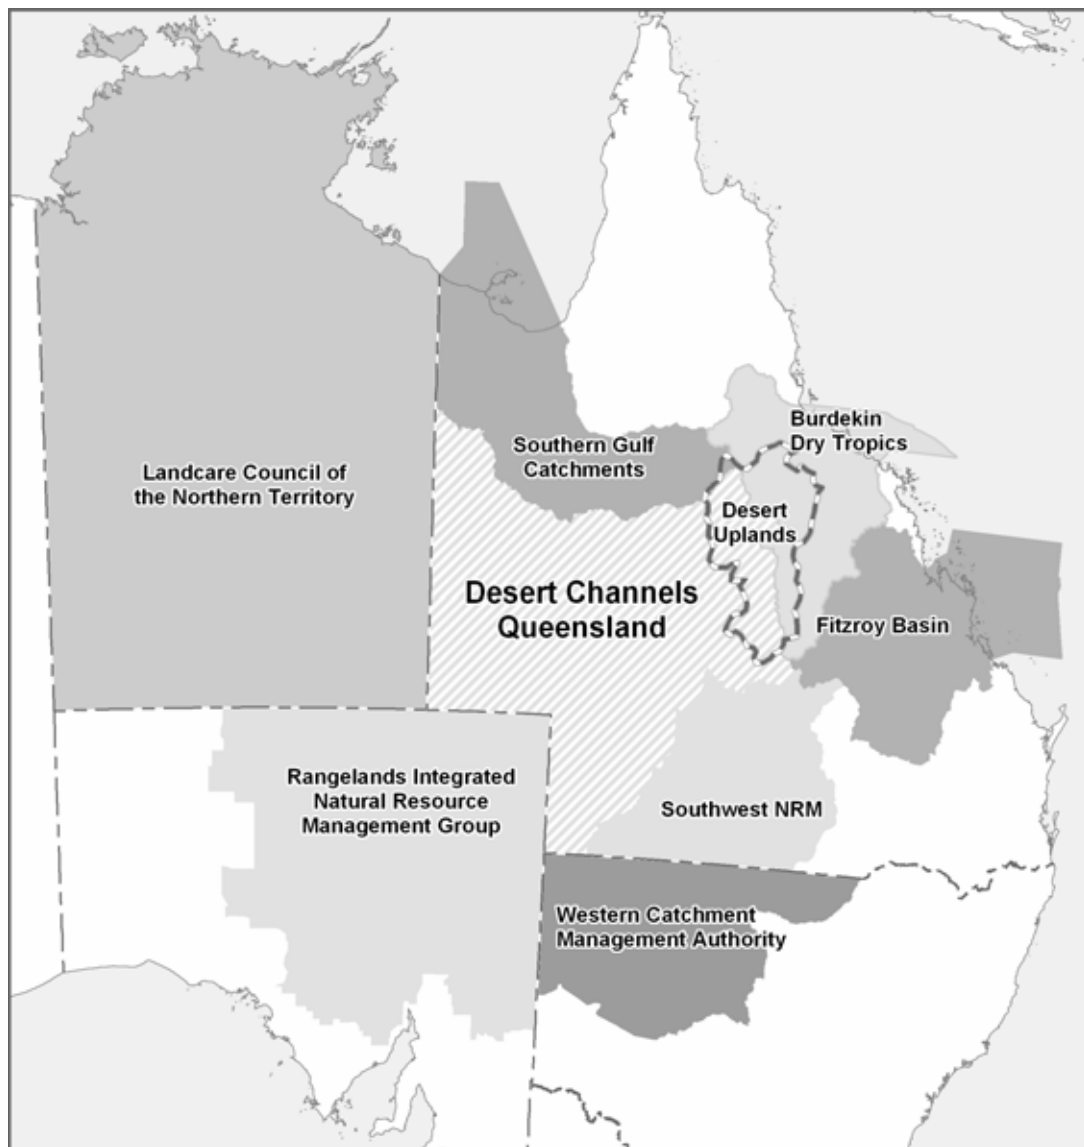 Burdekin
Dry Tropics
Southern Gulf
Catchments
Landcare Council of
the Northern Territory
Desert
Uplands
Desert Channels
Queensland
Fitzroy Basin
Rangelands Integrated
Natural Resource
Management Group
Southwest NRM
Western Catchment
Management Authority